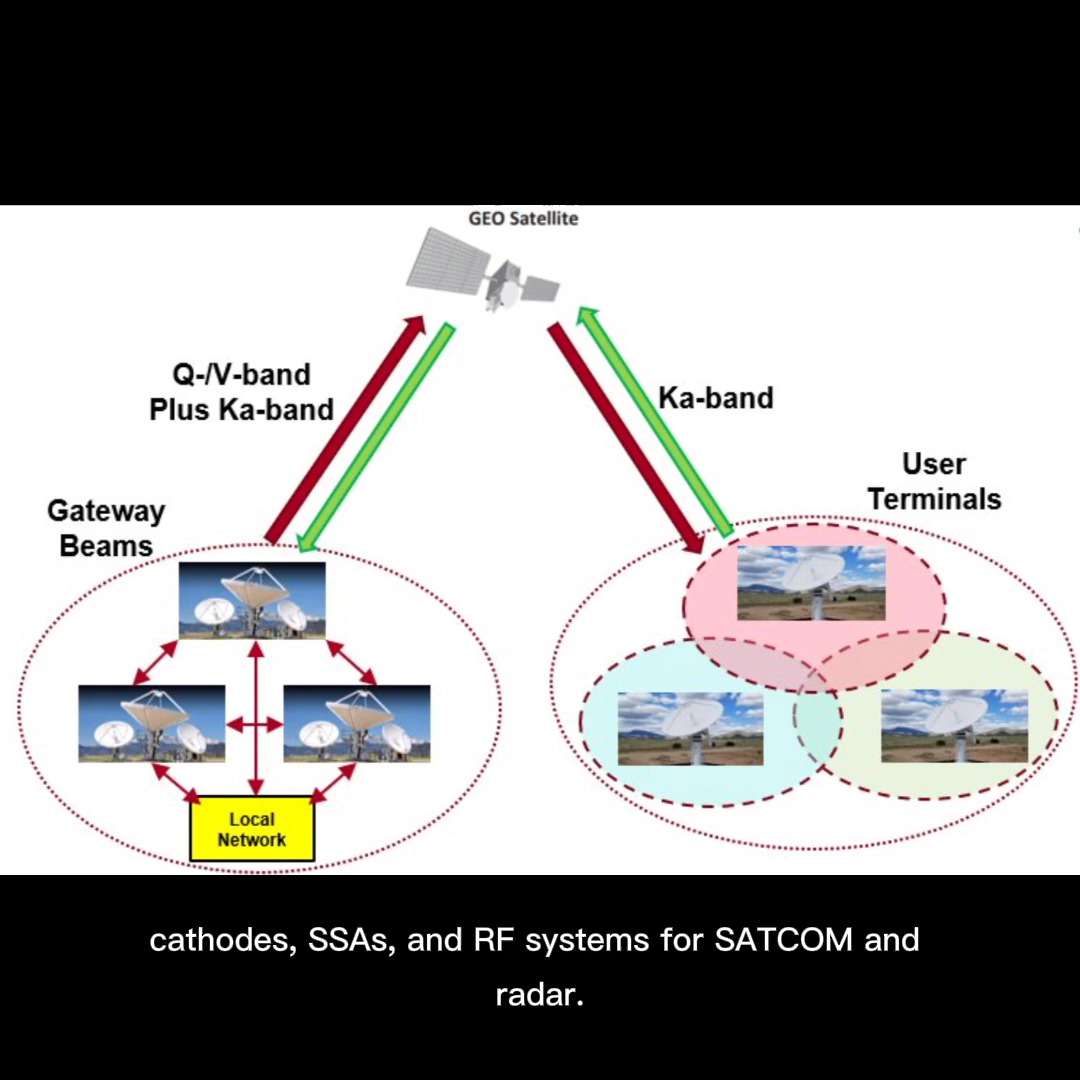 GEO Satellite
Q-/V-band
Plus Ka-band
Ka-band
User
Terminals
Gateway
Beams
Local
Network
cathodes, SSAs, and RF systems for SATCOM and
radar.